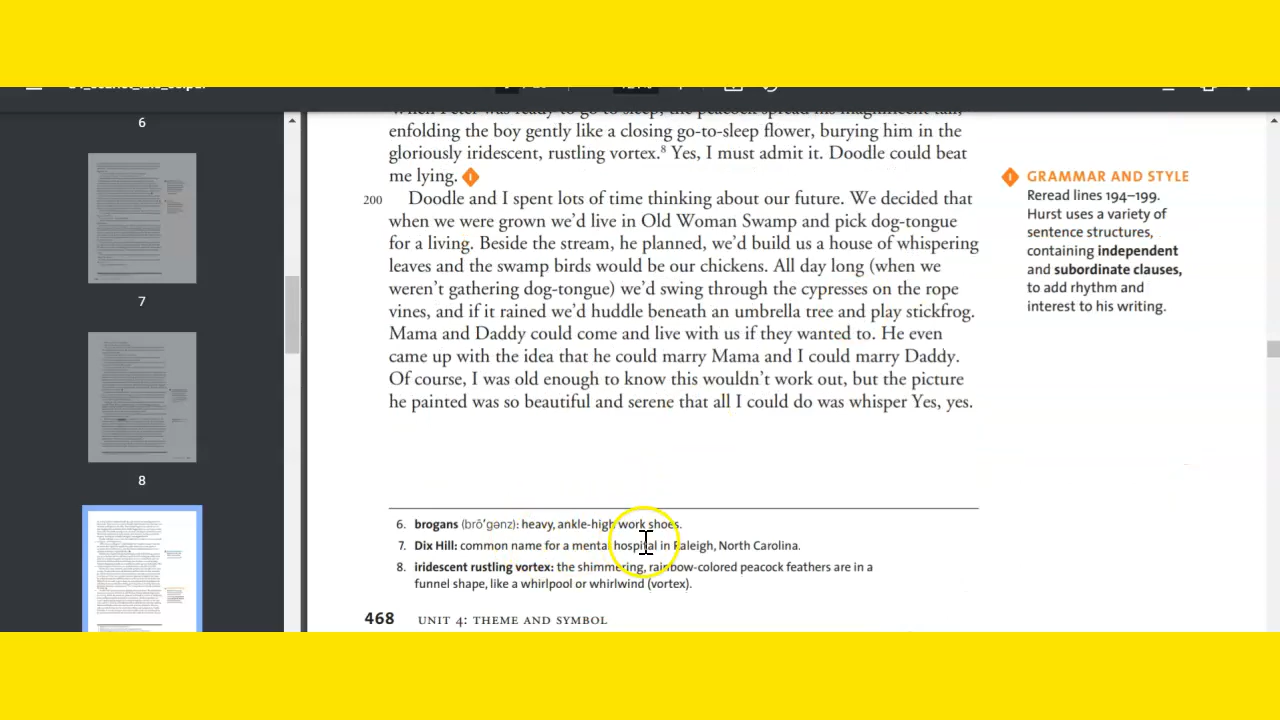 6
7
8
enfolding the boy gently like a closing go-to-sleep flower, burying him in the
gloriously iridescent, rustling vortex.8 Yes, I must admit it. Doodle could beat
me lying.
200 Doodle and I spent lots of time thinking about our future. We decided that
when we were grown we'd live in Old Woman Swamp and pick dog-tongue
for a living. Beside the stream, he planned, we'd build us a house of whispering
leaves and the swamp birds would be our chickens. All day long (when we
weren't gathering dog-tongue) we'd swing through the cypresses on the rope
vines, and if it rained we'd huddle beneath an umbrella tree and play stickfrog.
Mama and Daddy could come and live with us if they wanted to. He even
came up with the idea that he could marry Mama and I could marry Daddy.
Of course, I was old enough to know this wouldn't work out, but the picture
he painted was so beautiful and serene that all I could do was whisper Yes, yes.
I GRAMMAR AND STYLE
Reread lines 194–199.
Hurst uses a variety of
sentence structures,
containing independent
and subordinate clauses,
to add rhythm and
interest to his writing.
6. brogans (brō'gənz): heavy, ankle-high work shoes.
7. Dix Hill: common name for a mental hospital in Raleigh, North Carolina.
8. iridescent rustling vortex: the shimmering, rainbow-colored peacock feathers are in a
funnel shape, like a whirlpool or whirlwind (vortex).
468 UNIT 4: THEME AND SYMBOL